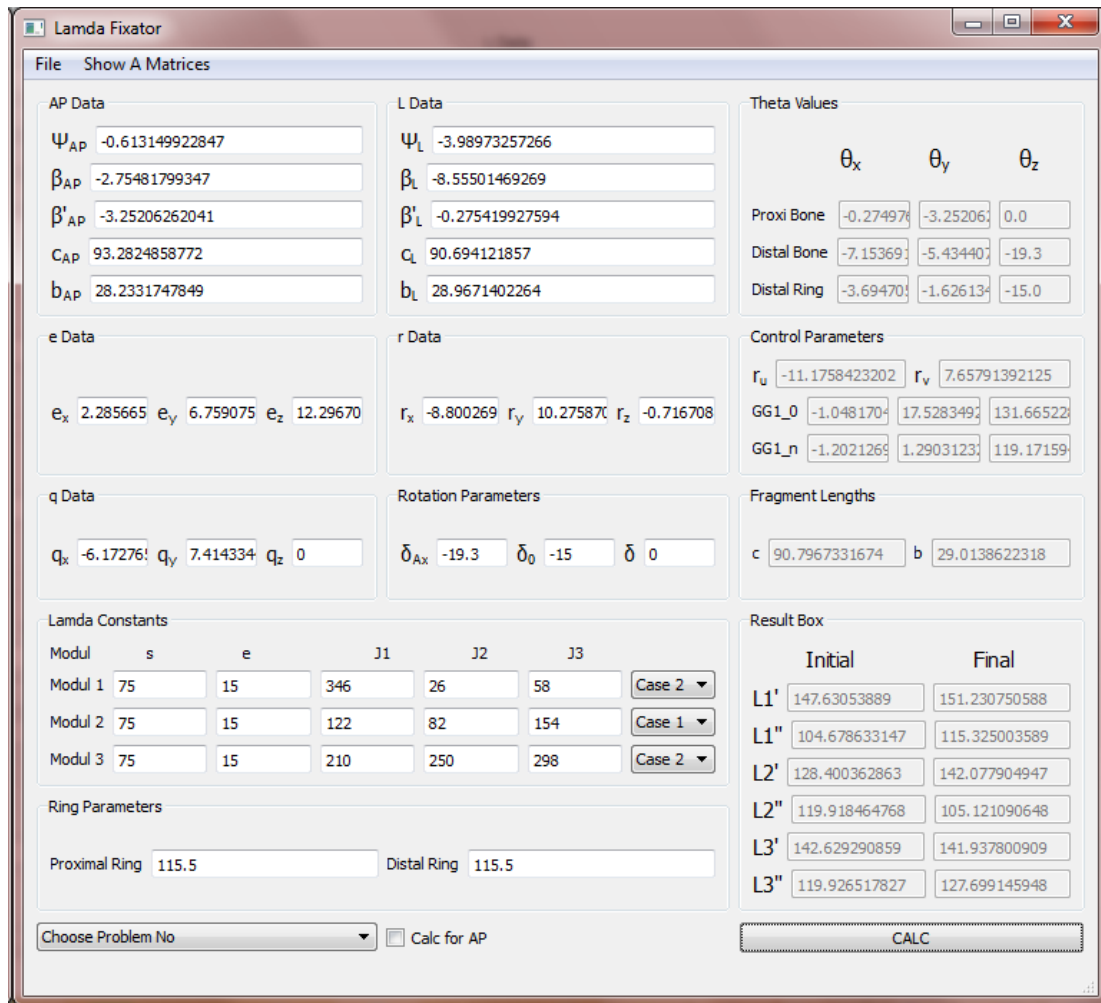 Lamda Fixator
File Show A Matrices
AP Data
ΨAP -0.613149922847
βAP -2.75481799347
β'AP -3.25206262041
cAP 93.2824858772
bAP 28.2331747849
L Data
ΨL -3.98973257266
βL -8.55501469269
β'L -0.275419927594
cL 90.694121857
bL 28.9671402264
Theta Values
θx θy θz
Proxi Bone -0.274976 -3.25206 0.0
Distal Bone -7.153691 -5.434407 -19.3
Distal Ring -3.694705 -1.626134 -15.0
e Data
ex 2.285665 ey 6.759075 ez 12.29670
r Data
rx -8.800269 ry 10.275870 rz -0.716708
Control Parameters
ru -11.1758423202 rv 7.65791392125
GG1_0 -1.0481704 17.5283492 131.665228
GG1_n -1.2021269 1.2903123 119.171594
q Data
qx -6.17276 qy 7.414334 qz 0
Rotation Parameters
δAx -19.3 δ0 -15 δ 0
Fragment Lengths
c 90.7967331674 b 29.0138622318
Lamda Constants
Modul s e J1 J2 J3
Modul 1 75 15 346 26 58 Case 2
Modul 2 75 15 122 82 154 Case 1
Modul 3 75 15 210 250 298 Case 2
Ring Parameters
Proximal Ring 115.5 Distal Ring 115.5
Result Box
Initial Final
L1' 147.63053889 151.230750588
L1" 104.678633147 115.325003589
L2' 128.400362863 142.077904947
L2" 119.918464768 105.121090648
L3' 142.629290859 141.937800909
L3" 119.926517827 127.699145948
Choose Problem No Calc for AP CALC